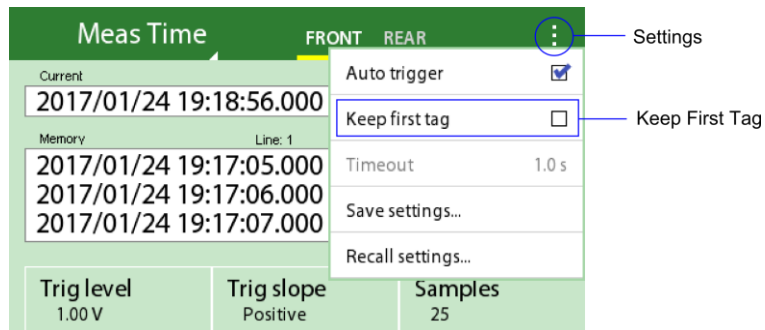 Meas Time
FRONT REAR
Settings
Current
Auto trigger
2017/01/24 19:18:56.000
Keep first tag
Keep First Tag
Memory Line: 1
2017/01/24 19:17:05.000
Timeout 1.0 s
2017/01/24 19:17:06.000
Save settings...
2017/01/24 19:17:07.000
Recall settings...
Trig level
1.00 V
Trig slope
Positive
Samples
25